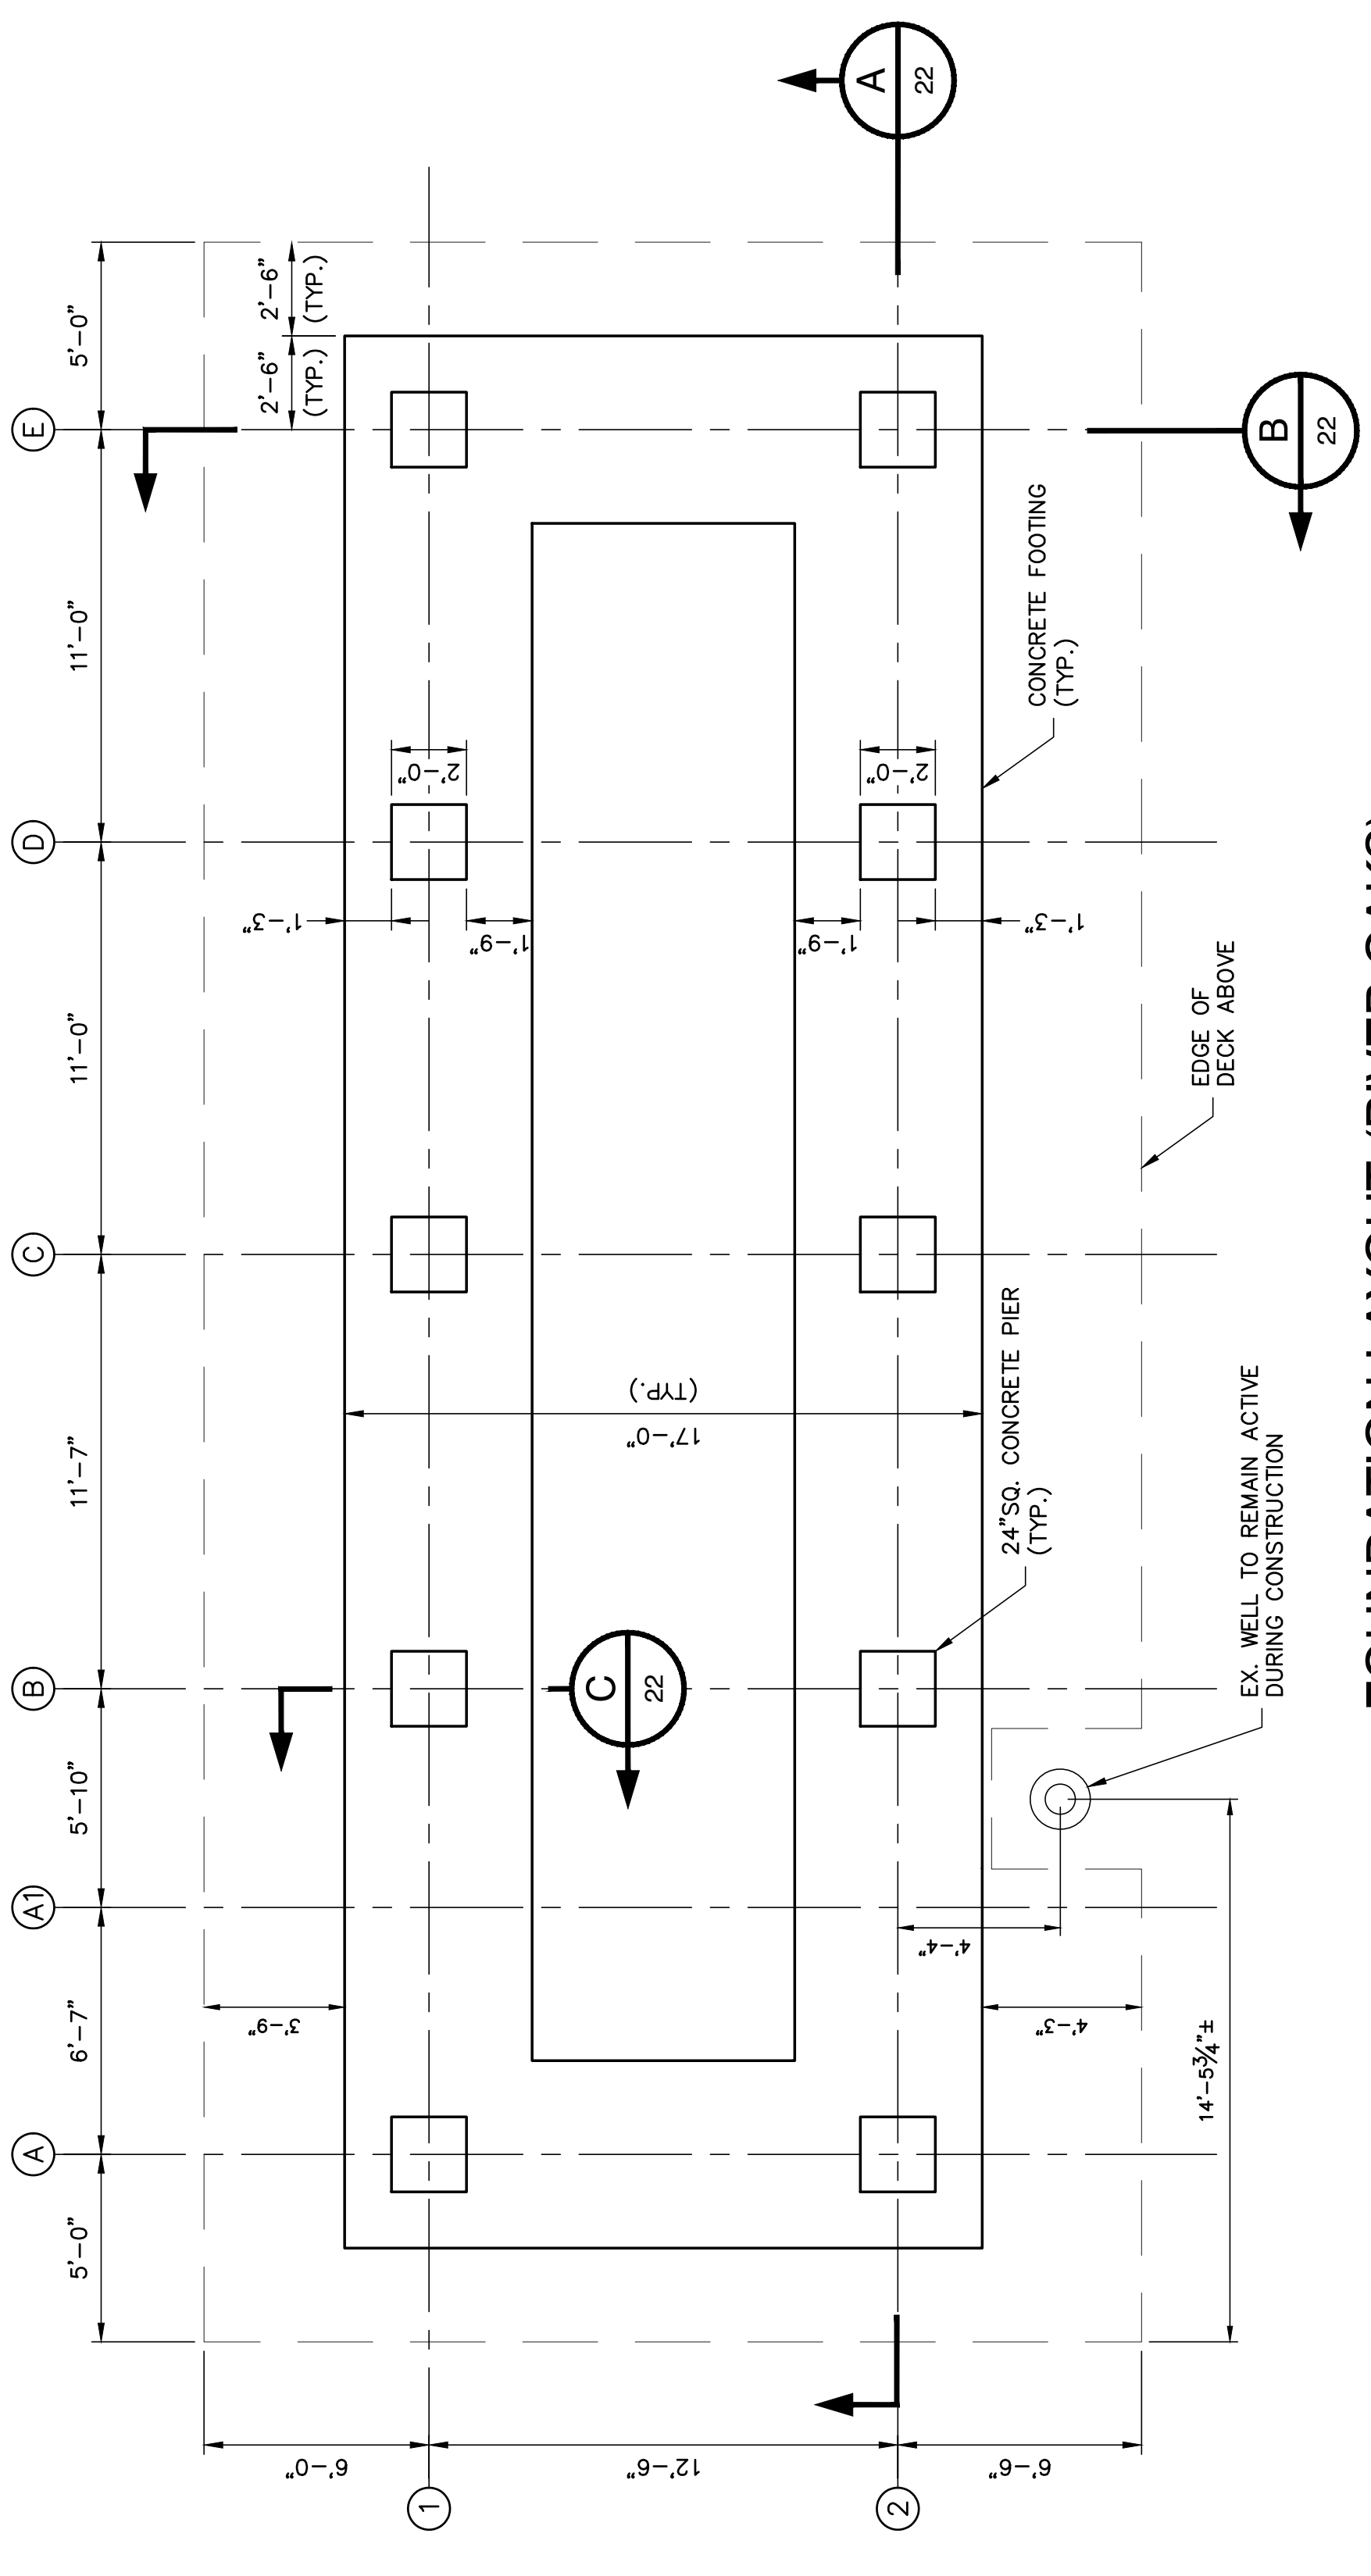 A
A1
B
C
D
E
5'-0"
6'-7"
5'-10"
11'-7"
11'-0"
11'-0"
5'-0"
2'-6"
(TYP.)
2'-6"
(TYP.)
1
2
6'-0"
12'-6"
6'-6"
3'-9"
4'-3"
4'-4"
14'-5¾"±
17'-0"
(TYP.)
1'-3"
1'-9"
1'-9"
1'-3"
2'-0"
2'-0"
C
22
A
22
B
22
24"SQ. CONCRETE PIER
(TYP.)
CONCRETE FOOTING
(TYP.)
EDGE OF
DECK ABOVE
EX. WELL TO REMAIN ACTIVE
DURING CONSTRUCTION